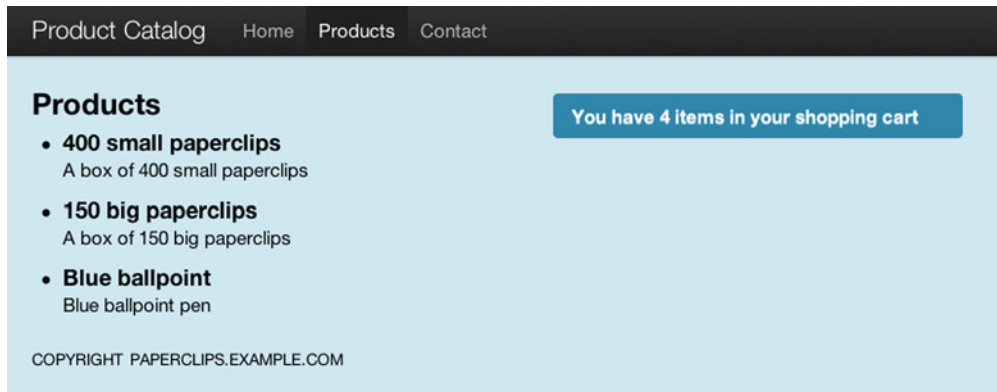 Product Catalog Home Products Contact
Products
You have 4 items in your shopping cart
400 small paperclips
A box of 400 small paperclips
150 big paperclips
A box of 150 big paperclips
Blue ballpoint
Blue ballpoint pen
COPYRIGHT PAPERCLIPS.EXAMPLE.COM